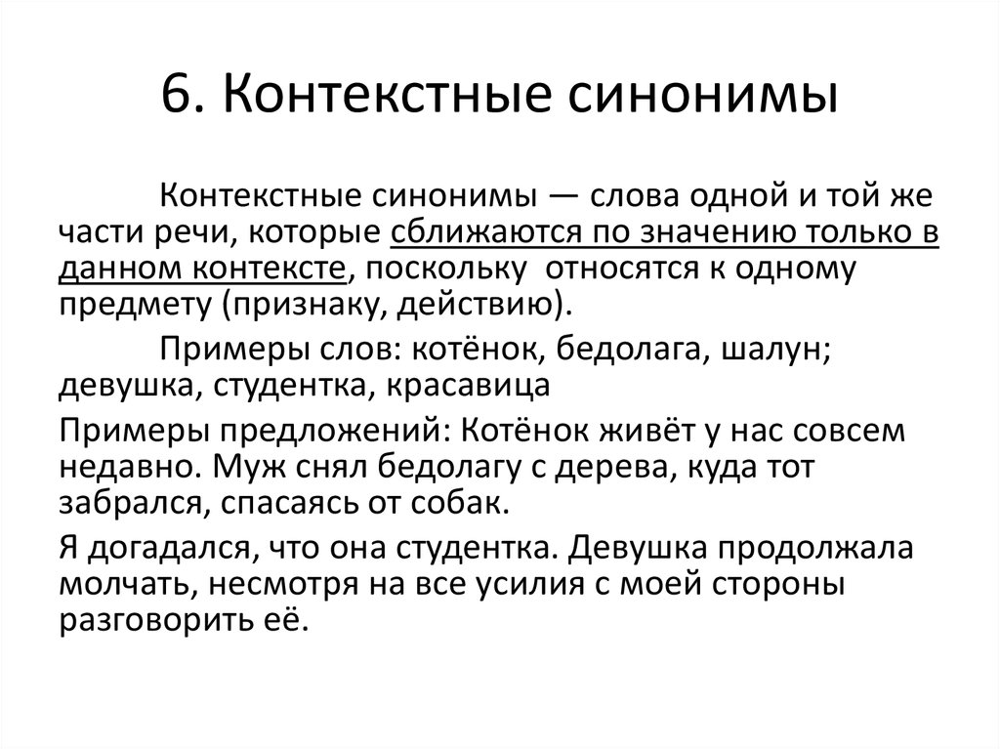 6. Контекстные синонимы
Контекстные синонимы — слова одной и той же
части речи, которые сближаются по значению только в
данном контексте, поскольку  относятся к одному
предмету (признаку, действию).
Примеры слов: котёнок, бедолага, шалун;
девушка, студентка, красавица
Примеры предложений: Котёнок живёт у нас совсем
недавно. Муж снял бедолагу с дерева, куда тот
забрался, спасаясь от собак.
Я догадался, что она студентка. Девушка продолжала
молчать, несмотря на все усилия с моей стороны
разговорить её.